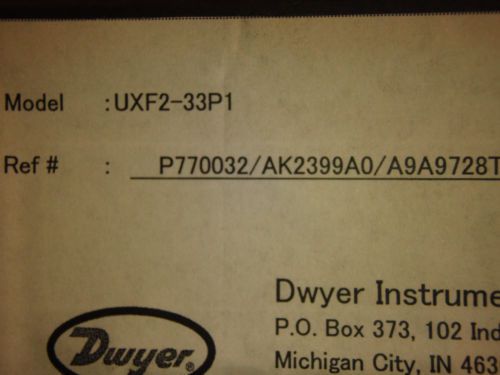 Model :UXF2-33P1
Ref # : P770032/AK2399A0/A9A9728T
Dwyer Instrume
P.O. Box 373, 102 Ind
Dwyer®
Michigan City, IN 463